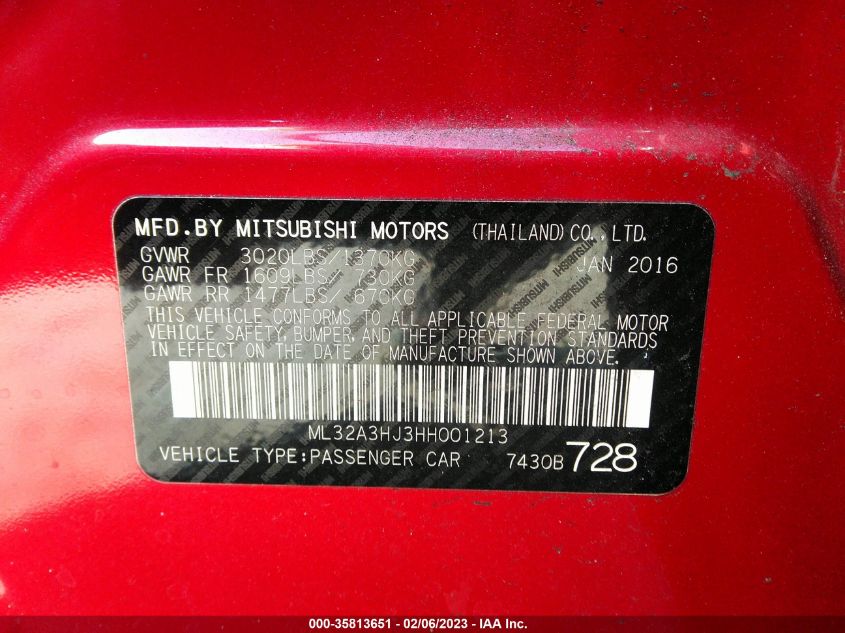 MFD.BY MITSUBISHI MOTORS (THAILAND) CO., LTD.
GVWR 3020LBS/1370KG JAN 2016
GAWR FR 1609LBS/ 730KG
GAWR RR 1477LBS/ 670KG
THIS VEHICLE CONFORMS TO ALL APPLICABLE FEDERAL MOTOR
VEHICLE SAFETY, BUMPER, AND THEFT PREVENTION STANDARDS
IN EFFECT ON THE DATE OF MANUFACTURE SHOWN ABOVE.
ML32A3HJ3HH001213
VEHICLE TYPE:PASSENGER CAR 7430B 728
000-35813651 - 02/06/2023 - IAA Inc.